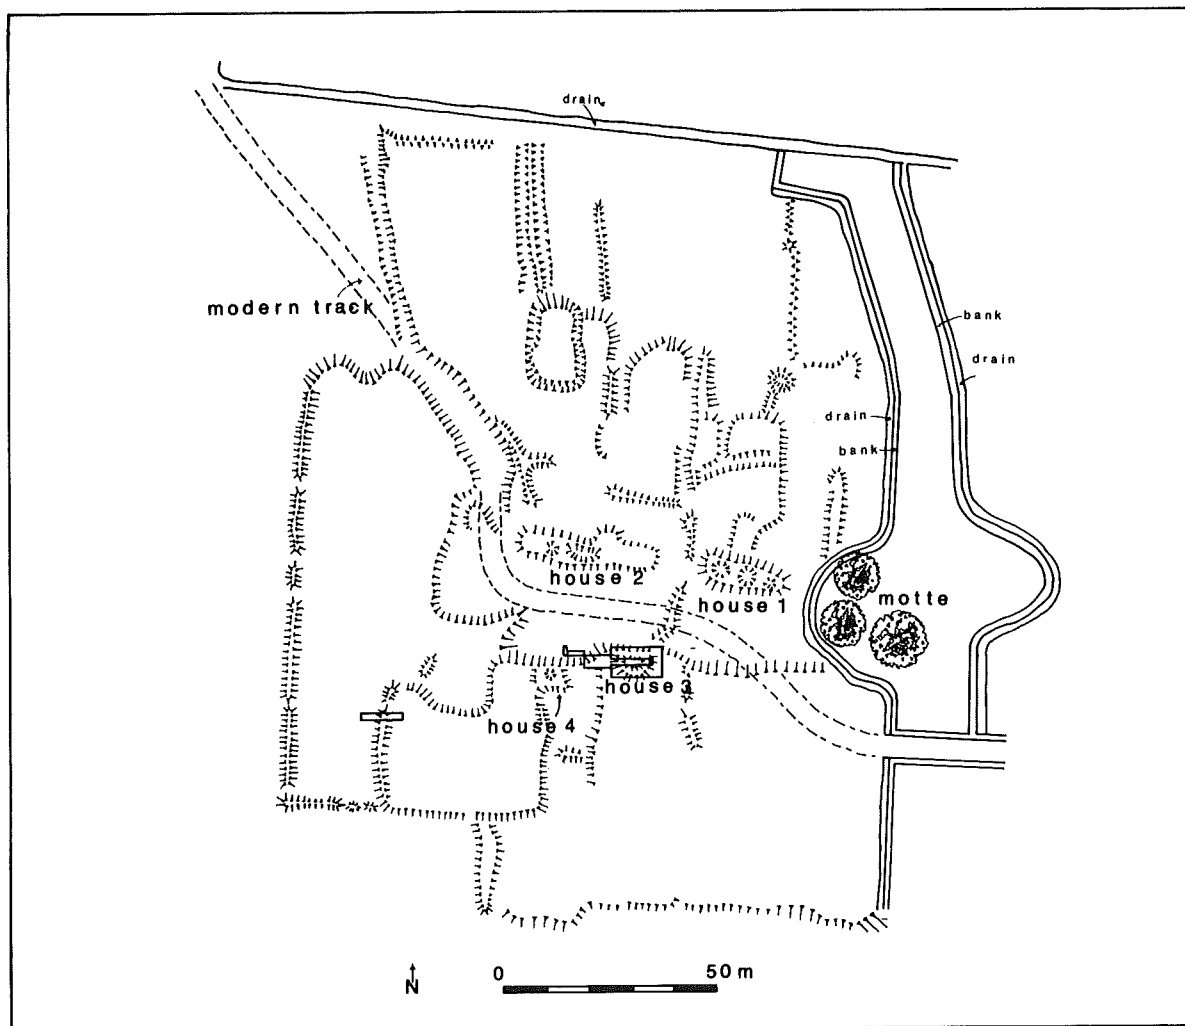 drain
modern track
bank
drain
drain
bank
house 2
house 1
motte
house 3
house 4
N
0 50 m